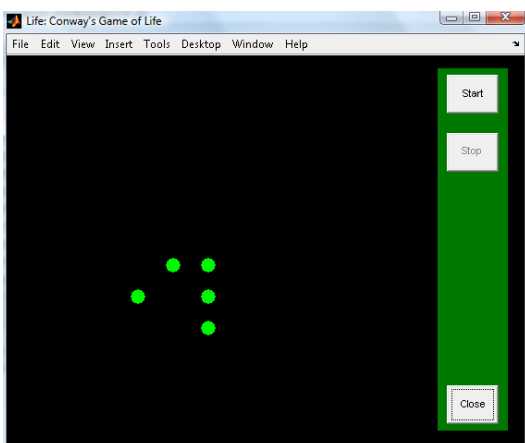 Life: Conway's Game of Life
File Edit View Insert Tools Desktop Window Help
Start
Stop
Close